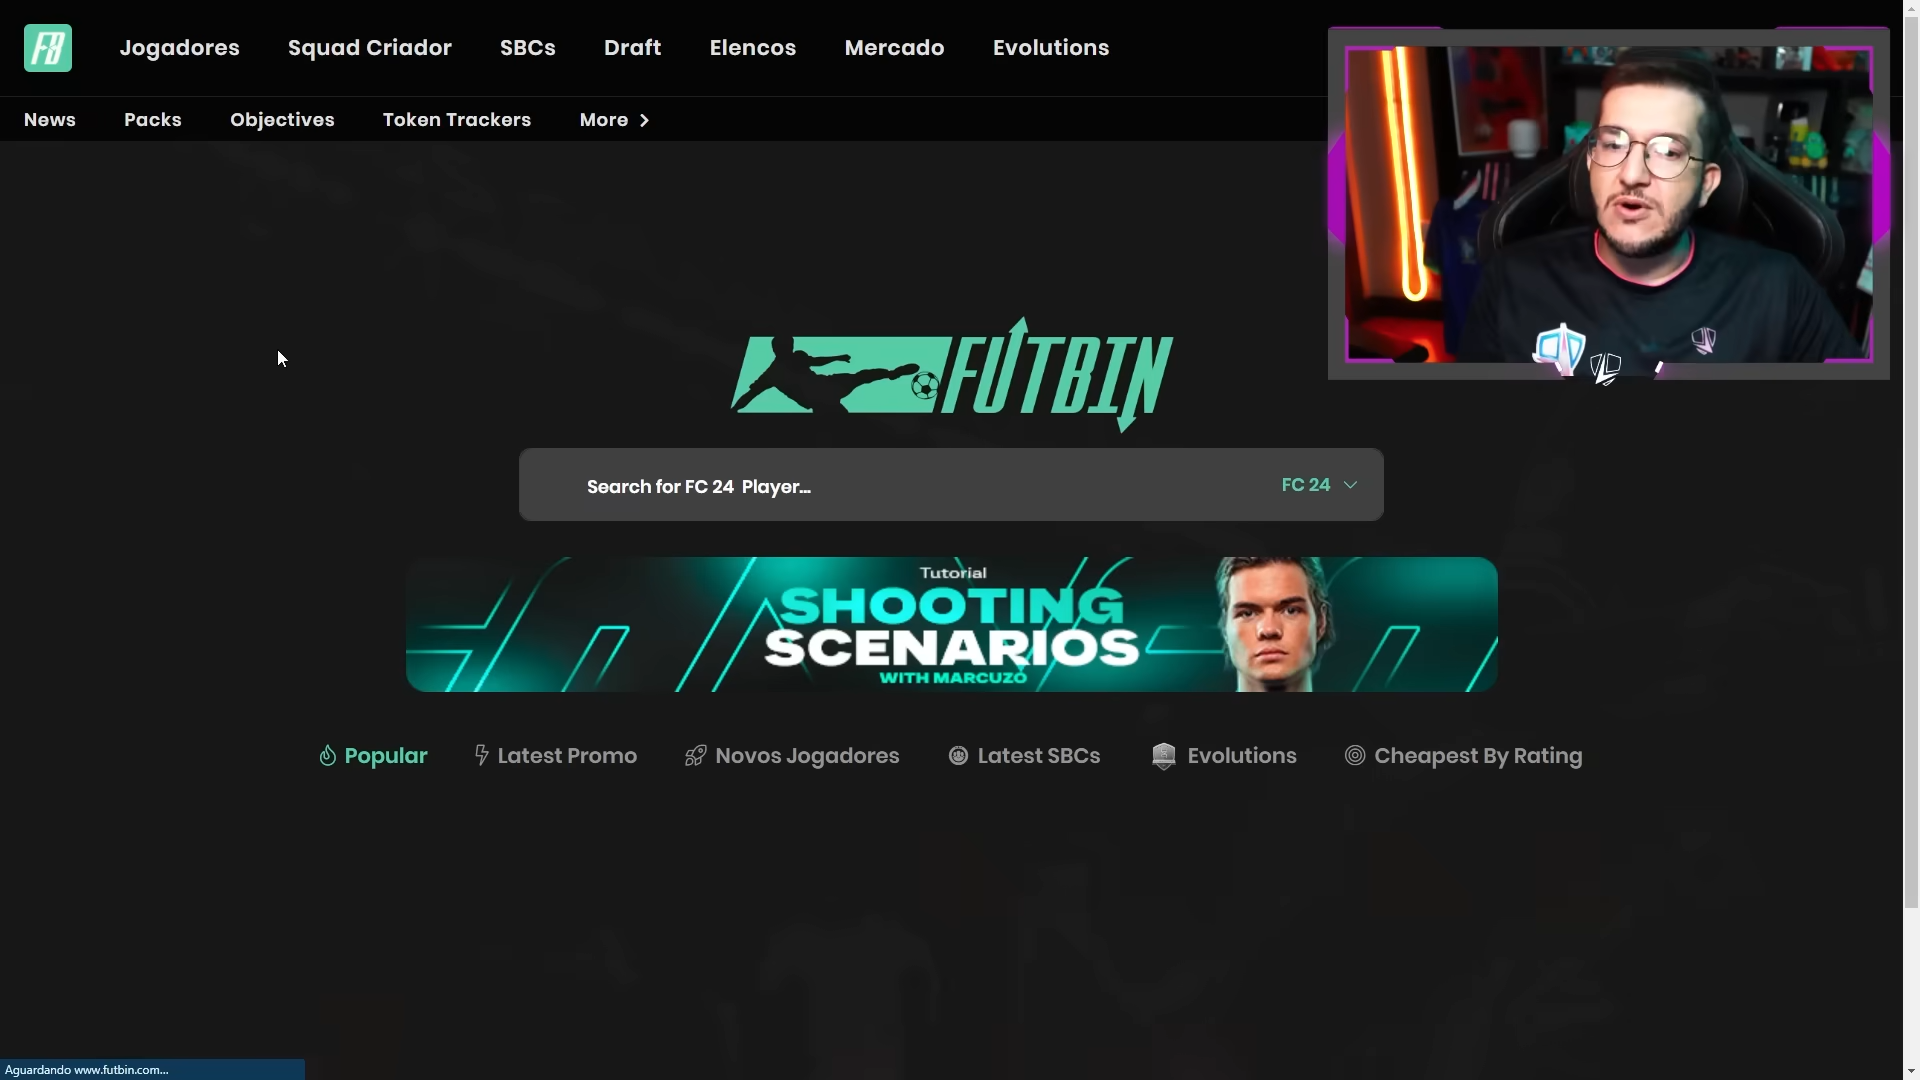 FB
Jogadores
Squad Criador
SBCs
Draft
Elencos
Mercado
Evolutions
News
Packs
Objectives
Token Trackers
More
FUTBIN
Search for FC 24 Player...
FC 24
Tutorial
SHOOTING
SCENARIOS
WITH MARCUZO
Popular
Latest Promo
Novos Jogadores
Latest SBCs
Evolutions
Cheapest By Rating
Aguardando www.futbin.com...